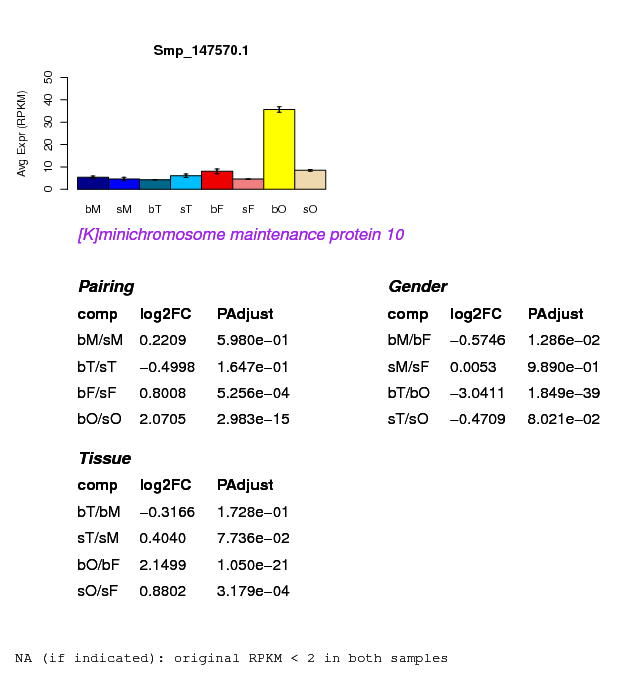 Smp_147570.1
Avg Expr (RPKM)
50
40
30
20
10
0
bM sM bT sT bF sF bO sO
[K]minichromosome maintenance protein 10
Pairing
comp log2FC PAdjust
bM/sM 0.2209 5.980e−01
bT/sT −0.4998 1.647e−01
bF/sF 0.8008 5.256e−04
bO/sO 2.0705 2.983e−15
Gender
comp log2FC PAdjust
bM/bF −0.5746 1.286e−02
sM/sF 0.0053 9.890e−01
bT/bO −3.0411 1.849e−39
sT/sO −0.4709 8.021e−02
Tissue
comp log2FC PAdjust
bT/bM −0.3166 1.728e−01
sT/sM 0.4040 7.736e−02
bO/bF 2.1499 1.050e−21
sO/sF 0.8802 3.179e−04
NA (if indicated): original RPKM < 2 in both samples